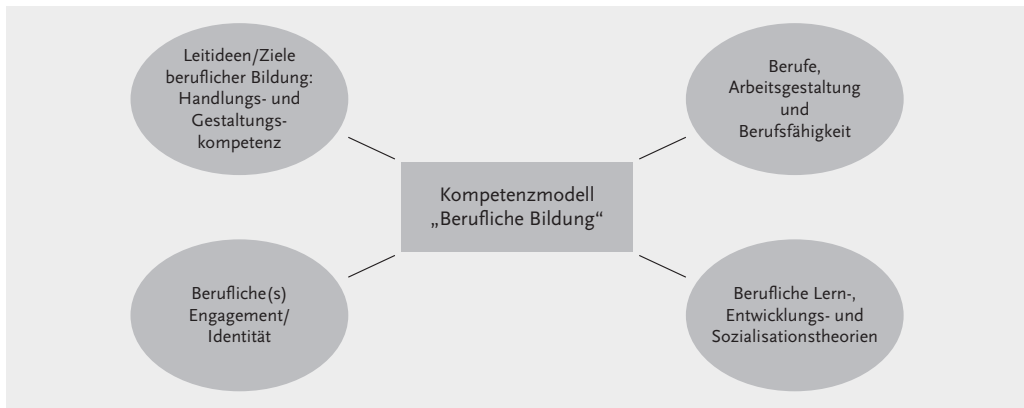 Leitideen/Ziele
beruflicher Bildung:
Handlungs- und
Gestaltungs-
kompetenz
Berufe,
Arbeitsgestaltung
und
Berufsfähigkeit
Kompetenzmodell
„Berufliche Bildung“
Berufliche(s)
Engagement/
Identität
Berufliche Lern-,
Entwicklungs- und
Sozialisationstheorien